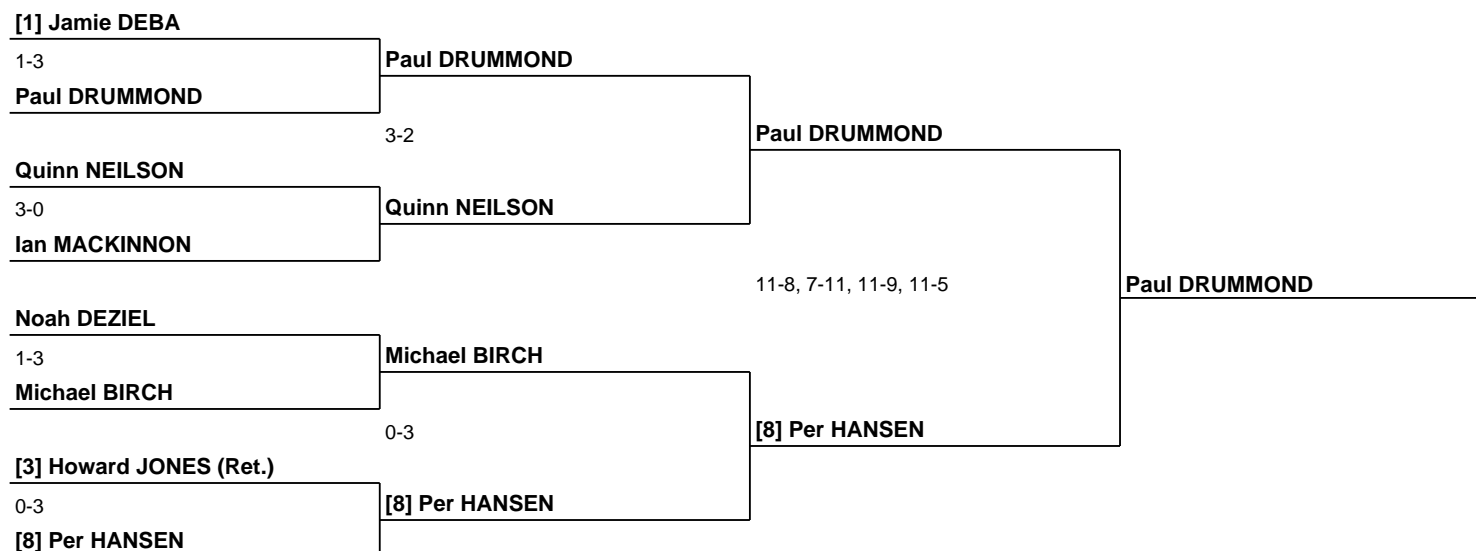 [1] Jamie DEBA
1-3
Paul DRUMMOND
Paul DRUMMOND
3-2
Paul DRUMMOND
Quinn NEILSON
3-0
Quinn NEILSON
Ian MACKINNON
11-8, 7-11, 11-9, 11-5
Paul DRUMMOND
Noah DEZIEL
1-3
Michael BIRCH
Michael BIRCH
0-3
[8] Per HANSEN
[3] Howard JONES (Ret.)
0-3
[8] Per HANSEN
[8] Per HANSEN